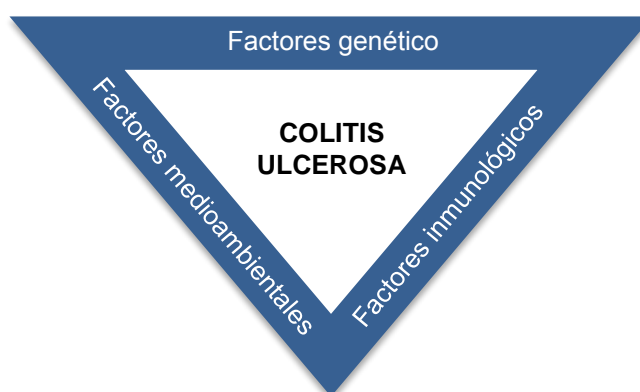 Factores genético
COLITIS
ULCEROSA
Factores medioambientales
Factores inmunológicos